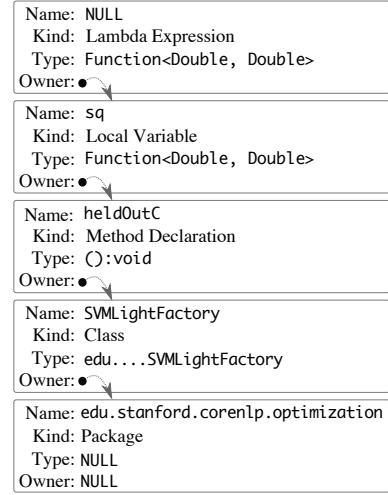 Name: NULL
Kind: Lambda Expression
Type: Function<Double, Double>
Owner:
Name: sq
Kind: Local Variable
Type: Function<Double, Double>
Owner:
Name: heldOutC
Kind: Method Declaration
Type: ():void
Owner:
Name: SVMLightFactory
Kind: Class
Type: edu....SVMLightFactory
Owner:
Name: edu.stanford.corenlp.optimization
Kind: Package
Type: NULL
Owner: NULL